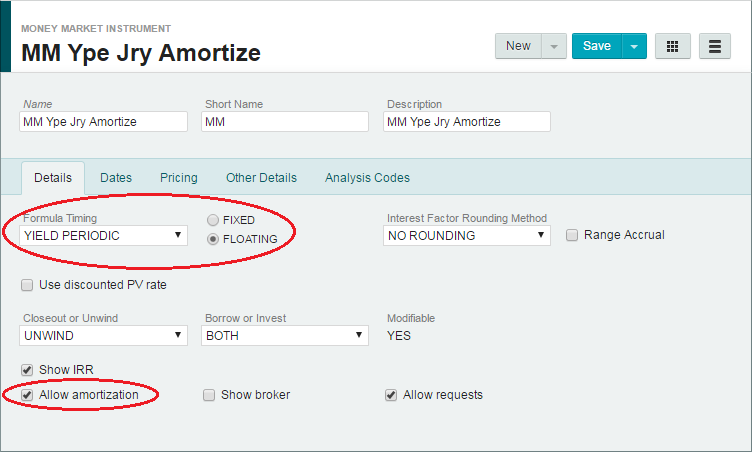 MONEY MARKET INSTRUMENT
MM Ype Jry Amortize
New Save
Name Short Name Description
MM Ype Jry Amortize MM MM Ype Jry Amortize
Details Dates Pricing Other Details Analysis Codes
Formula Timing FIXED Interest Factor Rounding Method
YIELD PERIODIC FLOATING NO ROUNDING Range Accrual
Use discounted PV rate
Closeout or Unwind Borrow or Invest Modifiable
UNWIND BOTH YES
Show IRR
Allow amortization Show broker Allow requests